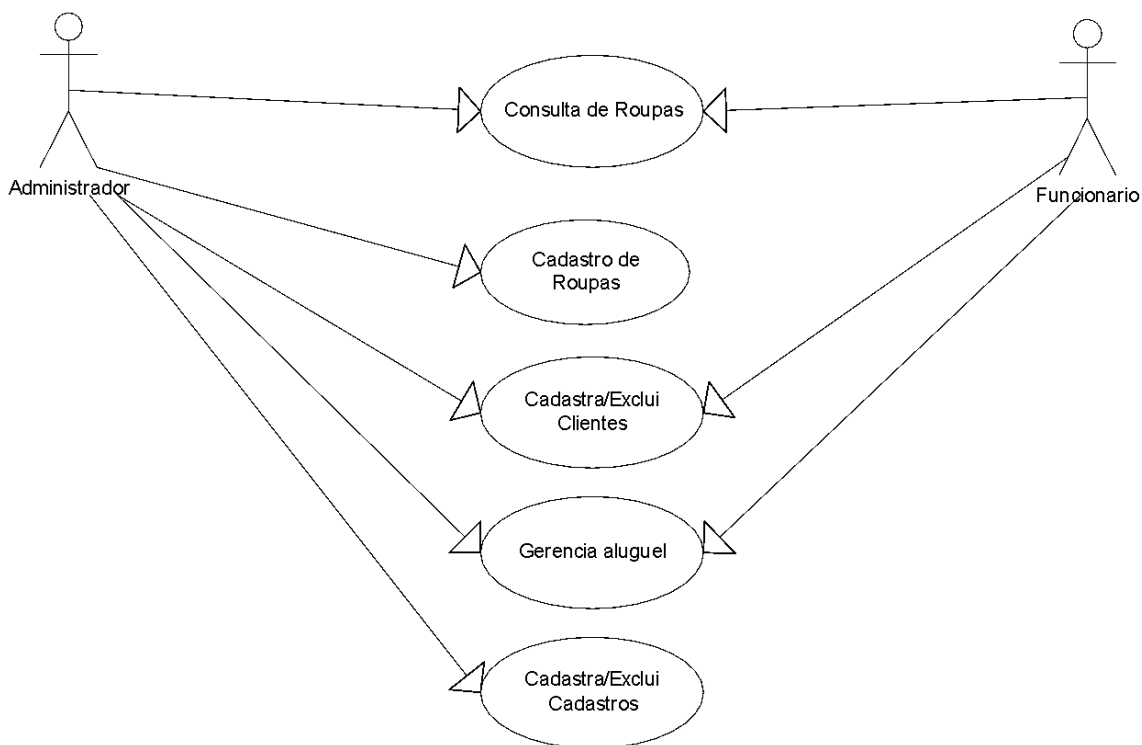 Consulta de Roupas
Administrador
Funcionario
Cadastro de
Roupas
Cadastra/Exclui
Clientes
Gerencia aluguel
Cadastra/Exclui
Cadastros